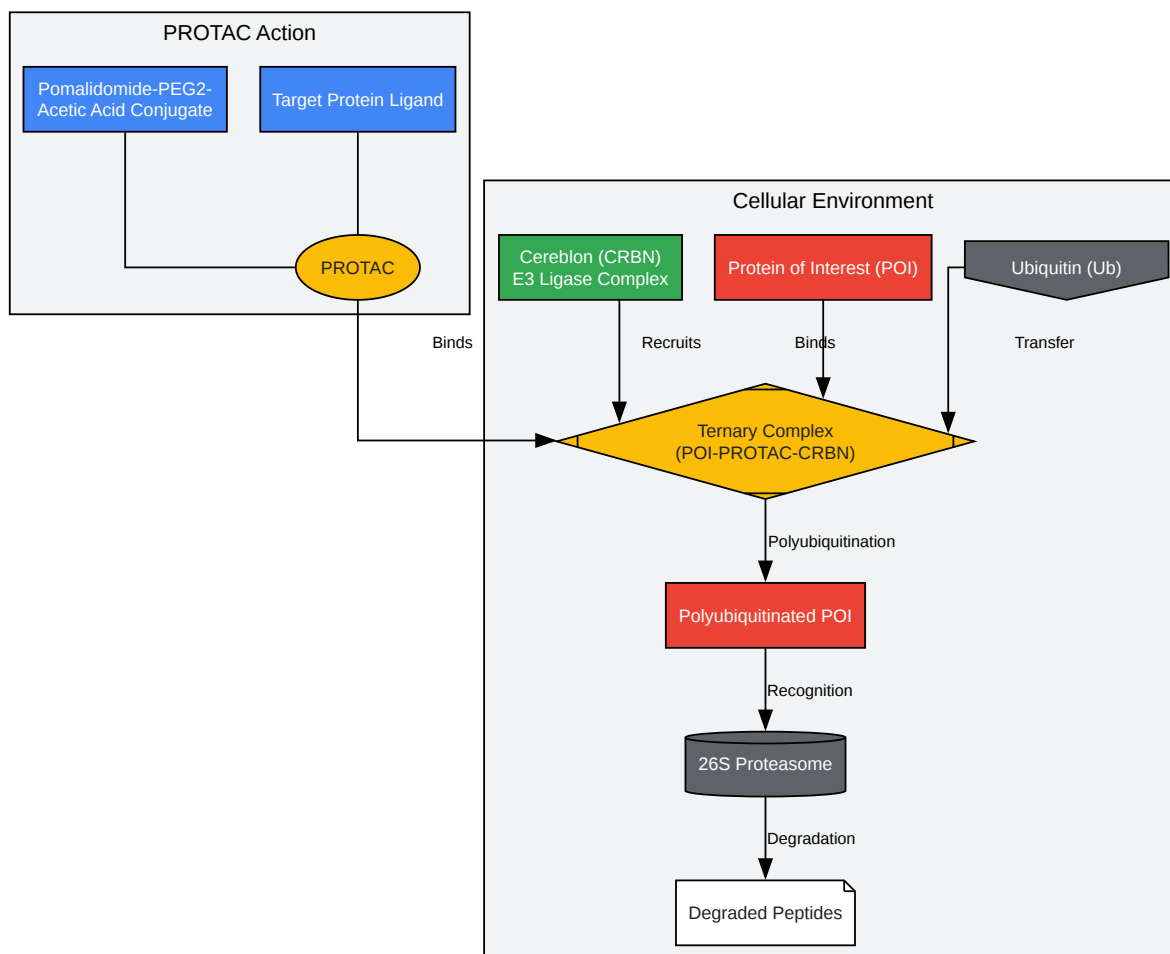 PROTAC Action
Pomalidomide-PEG2-
Acetic Acid Conjugate
Target Protein Ligand
PROTAC
Cellular Environment
Cereblon (CRBN)
E3 Ligase Complex
Protein of Interest (POI)
Ubiquitin (Ub)
Binds
Recruits
Binds
Transfer
Ternary Complex
(POI-PROTAC-CRBN)
Polyubiquitination
Polyubiquitinated POI
Recognition
26S Proteasome
Degradation
Degraded Peptides